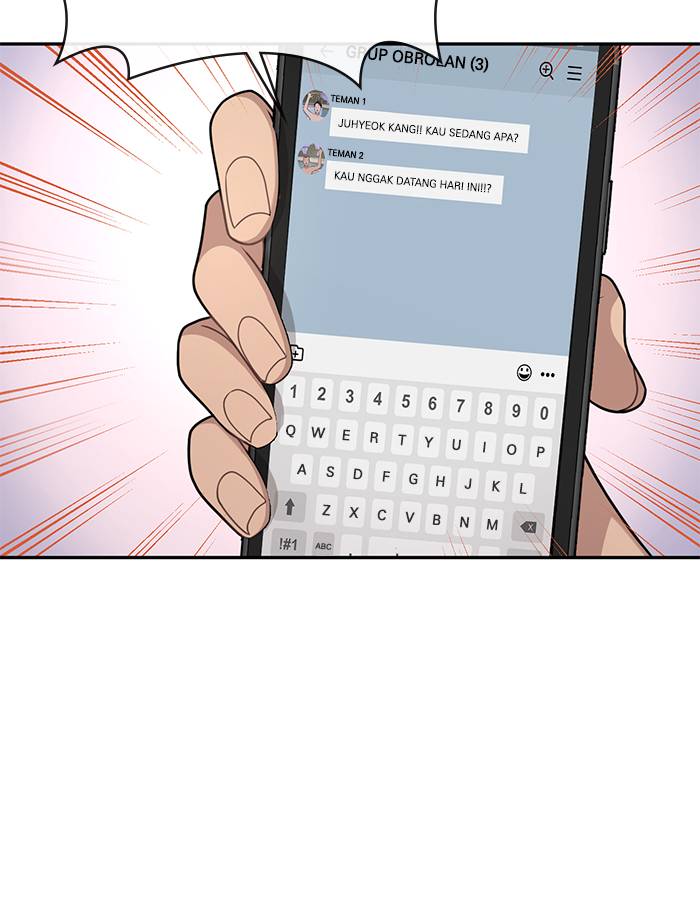 GRUP OBROLAN (3)
TEMAN 1
JUHYEOK KANG!! KAU SEDANG APA?
TEMAN 2
KAU NGGAK DATANG HARI INI!!?
1 2 3 4 5 6 7 8 9 0
Q W E R T Y U I O P
A S D F G H J K L
Z X C V B N M
!#1 ABC ,